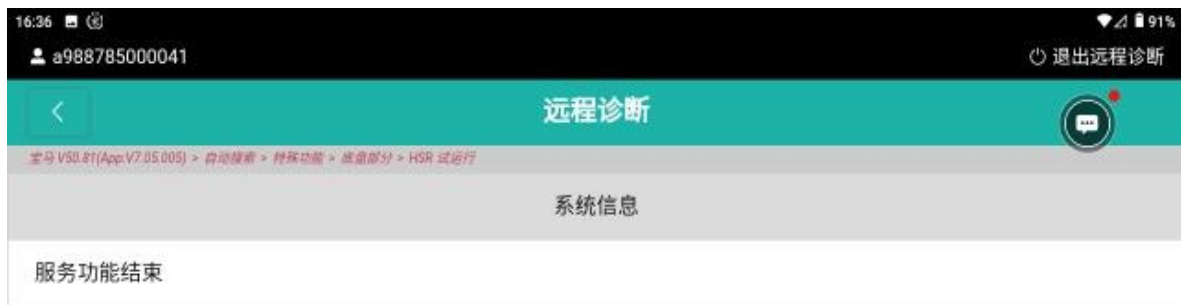 16:36 91%
a988785000041 退出远程诊断
远程诊断
宝马 V50.81(App:V7.05.005) > 自动搜索 > 特殊功能 > 底盘部分 > HSR 试运行
系统信息
服务功能结束